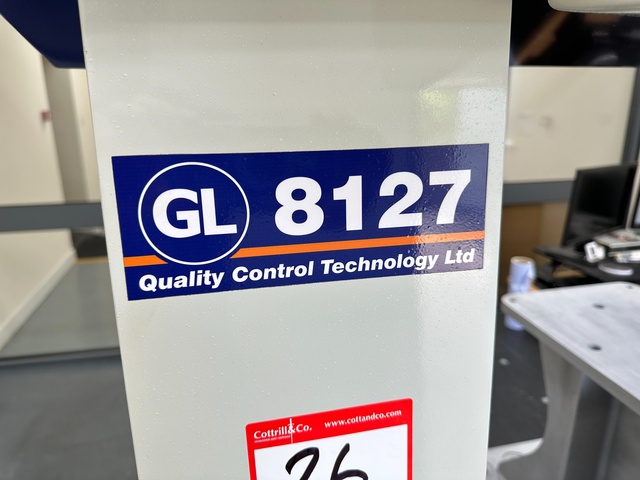 GL 8127
Quality Control Technology Ltd
Cottrill&Co. www.cottandco.com
26